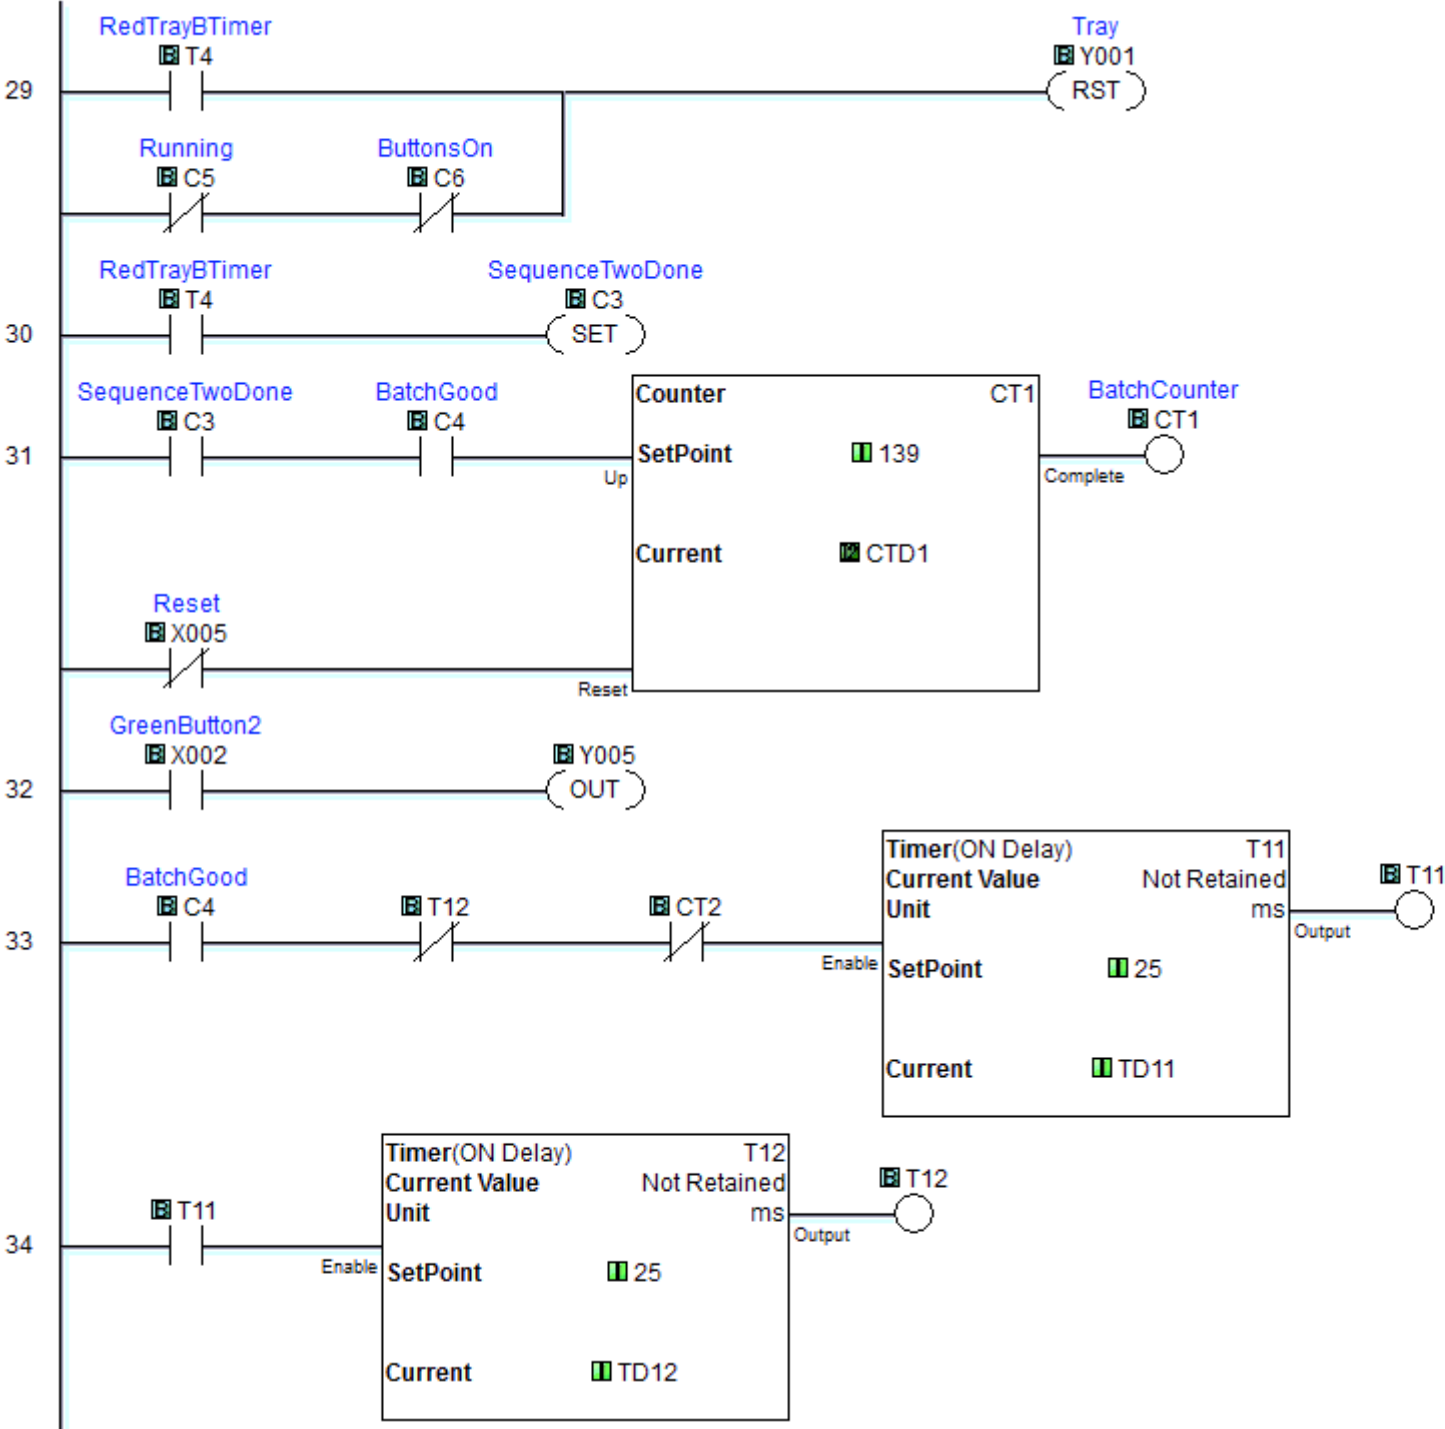 RedTrayBTimer
T4
Tray
Y001
29
RST
Running
C5
ButtonsOn
C6
RedTrayBTimer
T4
SequenceTwoDone
C3
30
SET
SequenceTwoDone
C3
BatchGood
C4
31
Up
Counter CT1
SetPoint 139
Current CTD1
BatchCounter
CT1
Complete
Reset
X005
Reset
GreenButton2
X002
Y005
32
OUT
BatchGood
C4
T12
CT2
33
Enable
Timer(ON Delay) T11
Current Value Not Retained
Unit ms
SetPoint 25
Current TD11
T11
Output
T11
34
Enable
Timer(ON Delay) T12
Current Value Not Retained
Unit ms
SetPoint 25
Current TD12
T12
Output